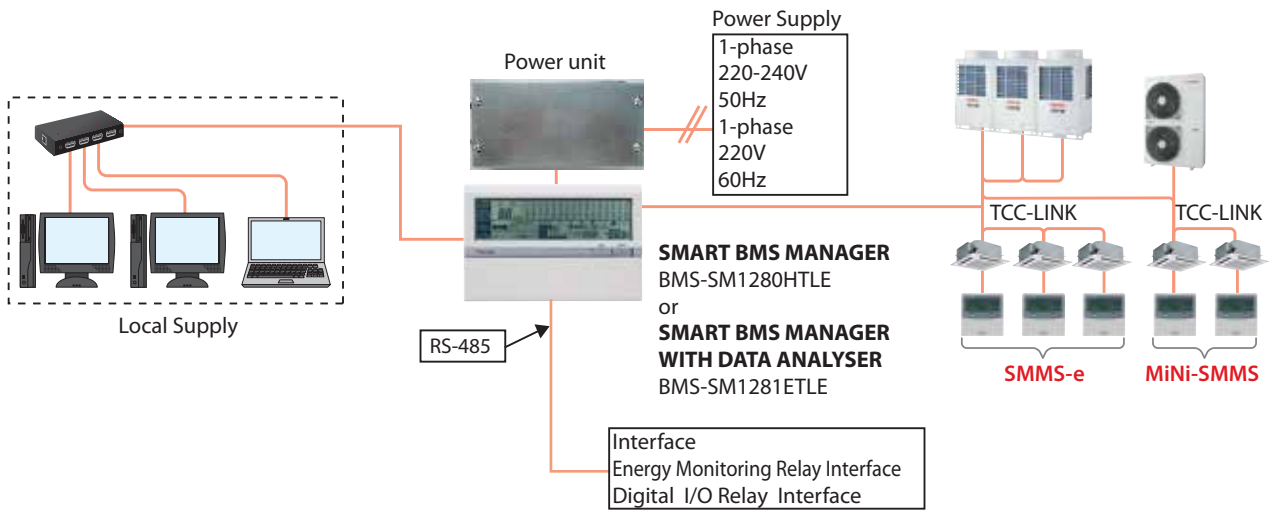 Power Supply
1-phase
220-240V
50Hz
1-phase
220V
60Hz
Power unit
Local Supply
TCC-LINK
TCC-LINK
SMART BMS MANAGER
BMS-SM1280HTLE
or
SMART BMS MANAGER
WITH DATA ANALYSER
BMS-SM1281ETLE
RS-485
SMMS-e
MiNi-SMMS
Interface
Energy Monitoring Relay Interface
Digital I/O Relay Interface